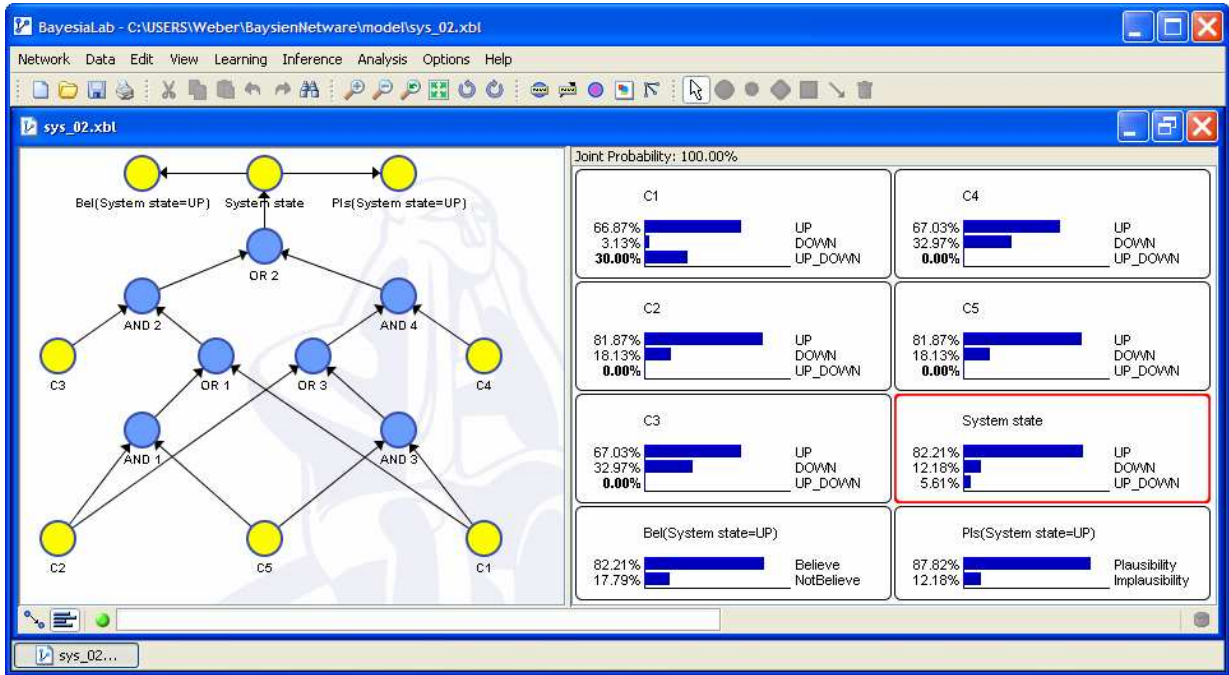 BayesiaLab - C:\USERS\Weber\BaysienNetware\model\sys_02.xbl
Network Data Edit View Learning Inference Analysis Options Help
sys_02.xbl
Bel(System state=UP) System state Pls(System state=UP)
OR 2
AND 2 AND 4
C3 OR 1 OR 3 C4
AND 1 AND 3
C2 C5 C1
Joint Probability: 100.00%
C1
66.87% UP
3.13% DOWN
30.00% UP_DOWN
C4
67.03% UP
32.97% DOWN
0.00% UP_DOWN
C2
81.87% UP
18.13% DOWN
0.00% UP_DOWN
C5
81.87% UP
18.13% DOWN
0.00% UP_DOWN
C3
67.03% UP
32.97% DOWN
0.00% UP_DOWN
System state
82.21% UP
12.18% DOWN
5.61% UP_DOWN
Bel(System state=UP)
82.21% Believe
17.79% NotBelieve
Pls(System state=UP)
87.82% Plausibility
12.18% Implausibility
sys_02...